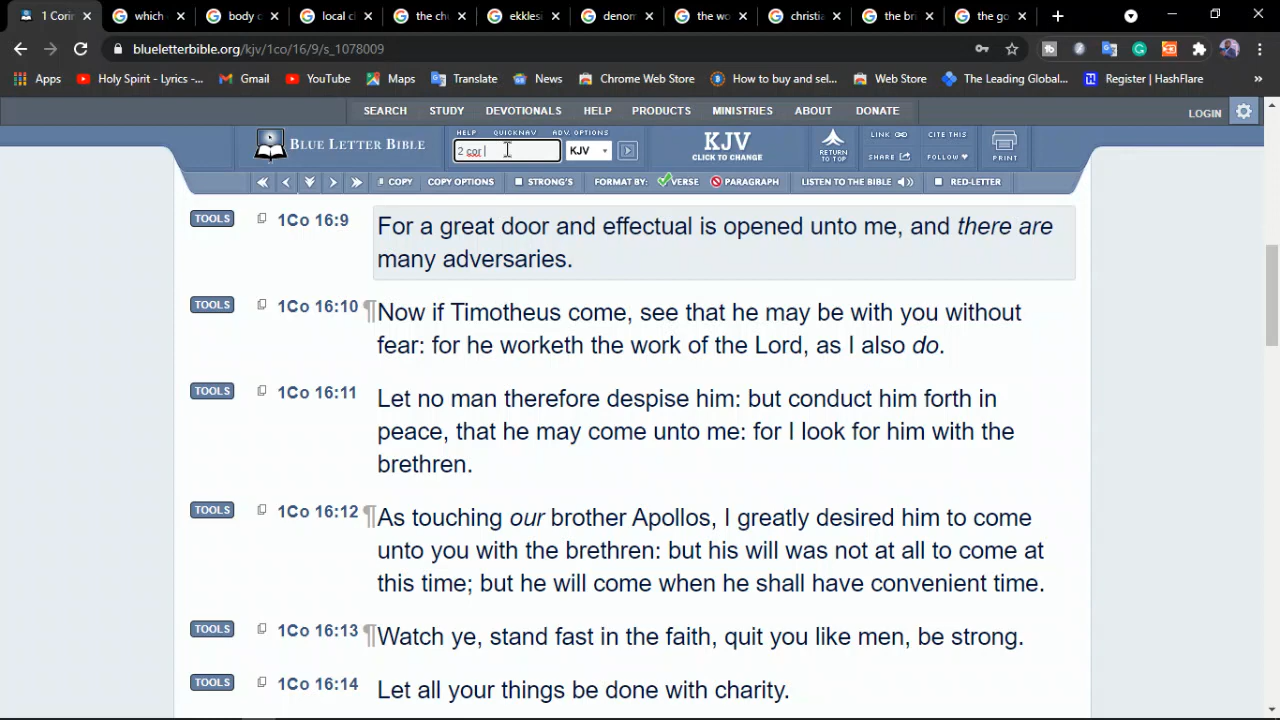 1 Cori
which
body c
local c
the ch
ekklesi
denom
the wo
christia
the br
the go
blueletterbible.org/kjv/1co/16/9/s_1078009
Apps
Holy Spirit - Lyrics -...
Gmail
YouTube
Maps
Translate
News
Chrome Web Store
How to buy and sel...
Web Store
The Leading Global...
Register | HashFlare
»
SEARCH STUDY DEVOTIONALS HELP PRODUCTS MINISTRIES ABOUT DONATE
LOGIN
BLUE LETTER BIBLE
HELP QUICKNAV ADV. OPTIONS
2 cor
KJV
KJV
CLICK TO CHANGE
RETURN
TO TOP
LINK
CITE THIS
SHARE
FOLLOW
PRINT
COPY COPY OPTIONS STRONG'S FORMAT BY: VERSE PARAGRAPH LISTEN TO THE BIBLE RED-LETTER
TOOLS 1Co 16:9 For a great door and effectual is opened unto me, and there are
many adversaries.
TOOLS 1Co 16:10 ¶Now if Timotheus come, see that he may be with you without
fear: for he worketh the work of the Lord, as I also do.
TOOLS 1Co 16:11 Let no man therefore despise him: but conduct him forth in
peace, that he may come unto me: for I look for him with the
brethren.
TOOLS 1Co 16:12 ¶As touching our brother Apollos, I greatly desired him to come
unto you with the brethren: but his will was not at all to come at
this time; but he will come when he shall have convenient time.
TOOLS 1Co 16:13 ¶Watch ye, stand fast in the faith, quit you like men, be strong.
TOOLS 1Co 16:14 Let all your things be done with charity.